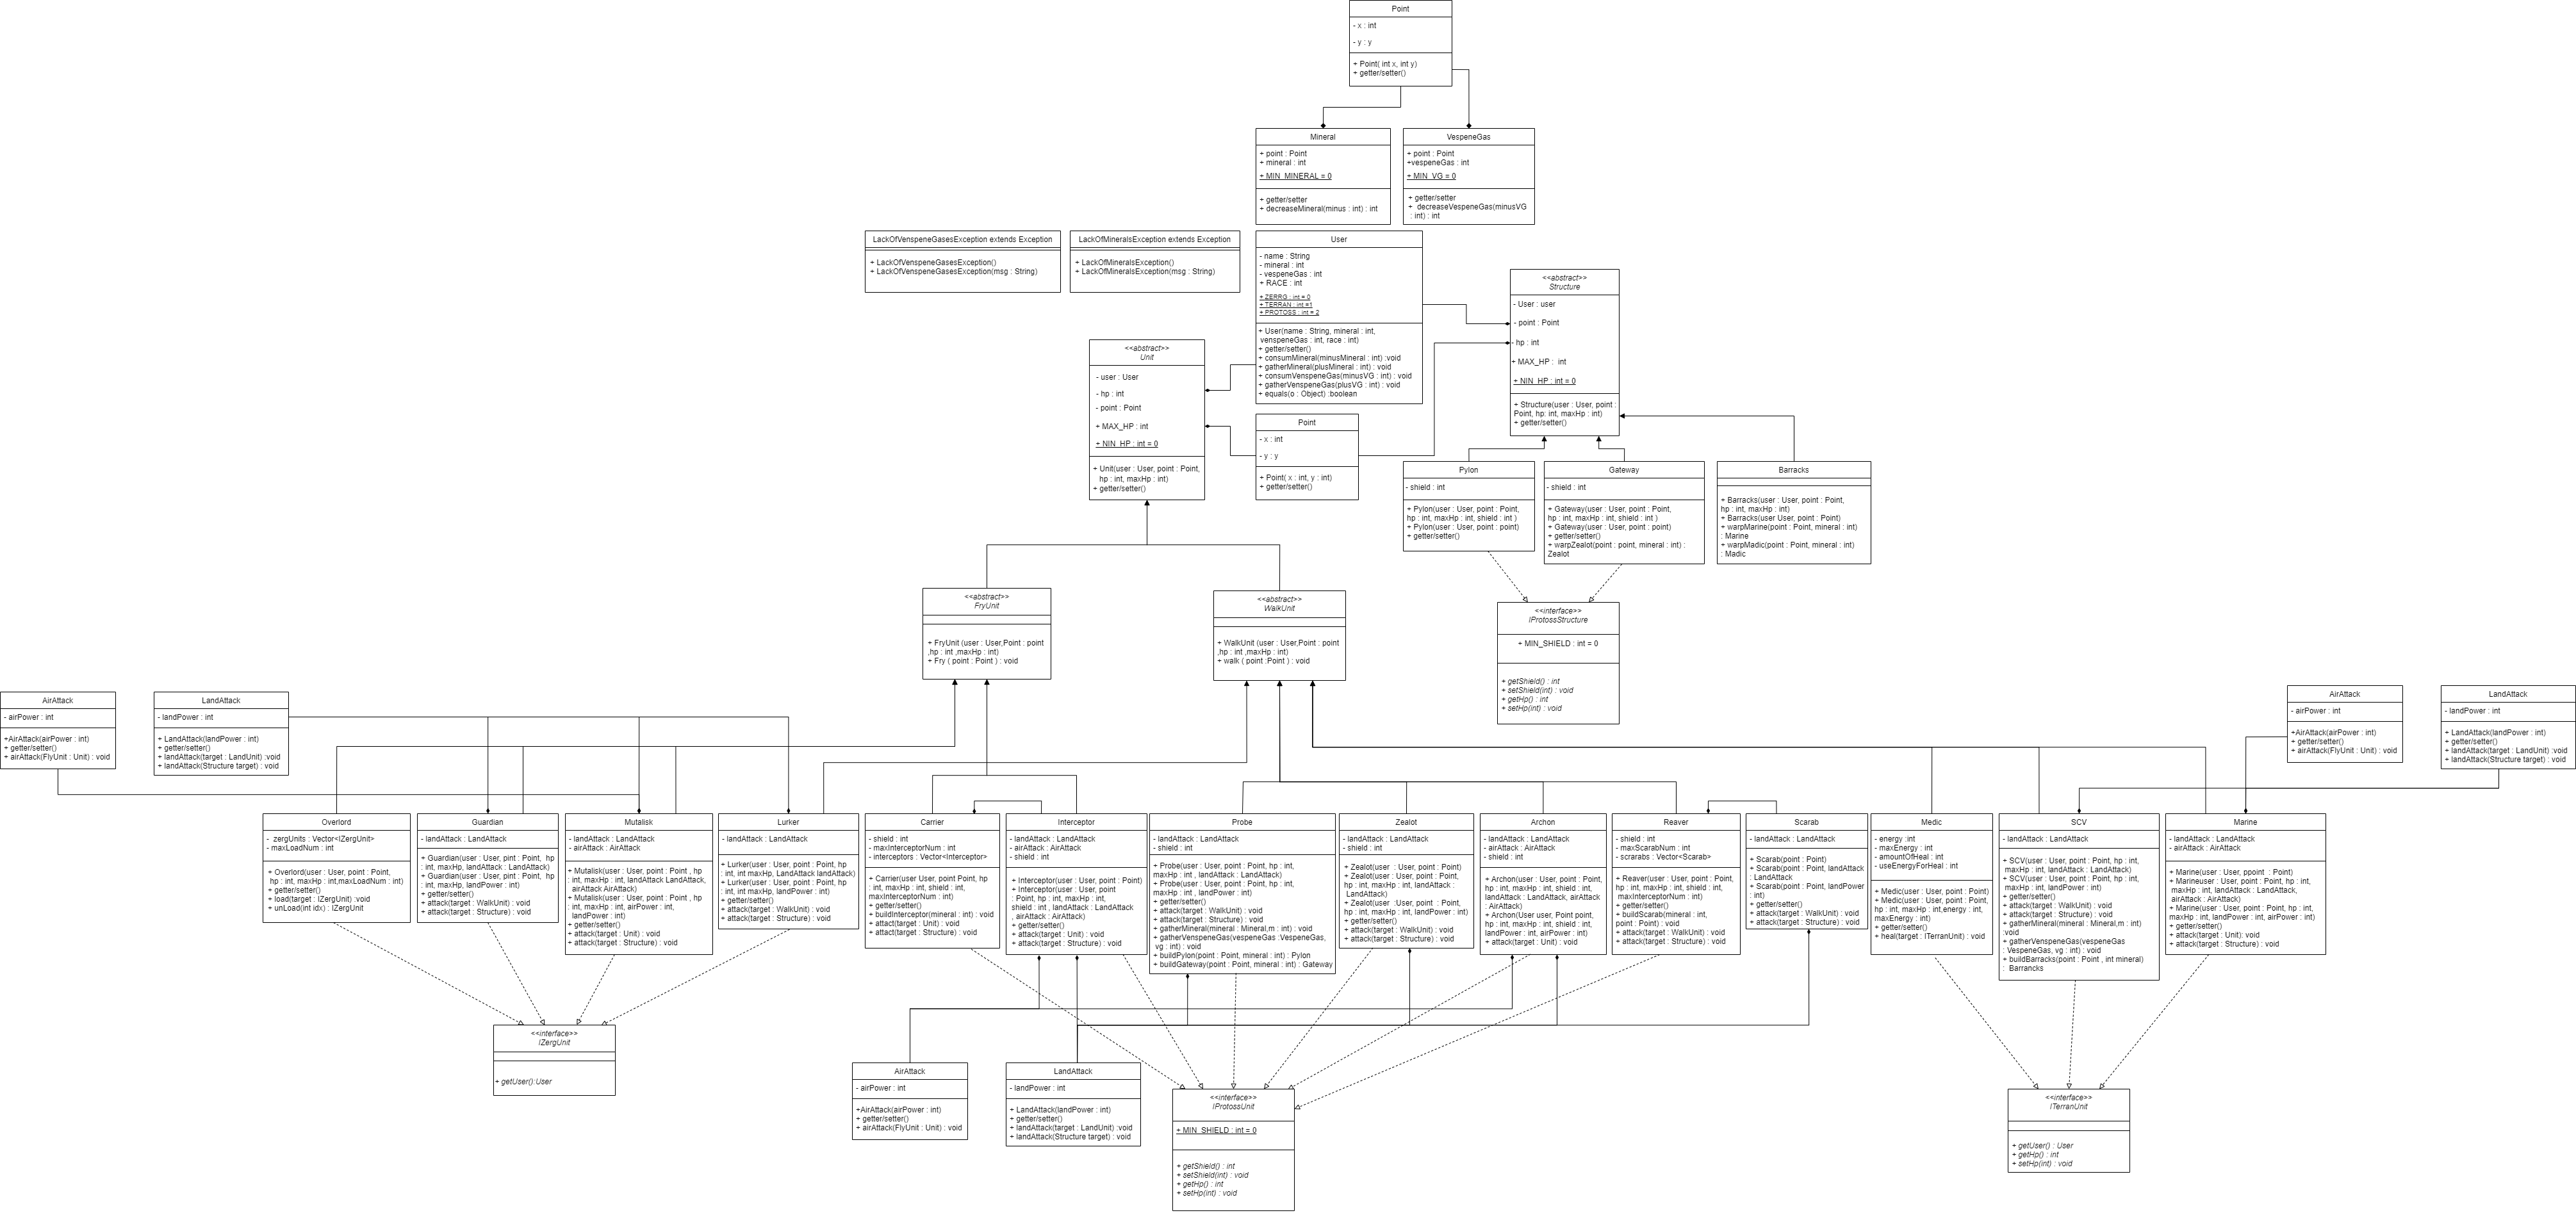 Point
- x : int
- y : y
+ Point( int x, int y)
+ getter/setter()
Mineral
+ point : Point
+ mineral : int
+ MIN_MINERAL = 0
+ getter/setter
+ decreaseMineral(minus : int) : int
VespeneGas
+ point : Point
+vespeneGas : int
+ MIN_VG = 0
+ getter/setter
+ decreaseVespeneGas(minusVG
: int) : int
LackOfVenspeneGasesException extends Exception
+ LackOfVenspeneGasesException()
+ LackOfVenspeneGasesException(msg : String)
LackOfMineralsException extends Exception
+ LackOfMineralsException()
+ LackOfMineralsException(msg : String)
User
- name : String
- mineral : int
- vespeneGas : int
+ RACE : int
+ ZERRG : int = 0
+ TERRAN : int =1
+ PROTOSS : int = 2
+ User(name : String, mineral : int,
venspeneGas : int, race : int)
+ getter/setter()
+ consumMineral(minusMineral : int) :void
+ gatherMineral(plusMineral : int) : void
+ consumVenspeneGas(minusVG : int) : void
+ gatherVenspeneGas(plusVG : int) : void
+ equals(o : Object) :boolean
<<abstract>>
Structure
- User : user
- point : Point
- hp : int
+ MAX_HP : int
+ NIN_HP : int = 0
+ Structure(user : User, point :
Point, hp: int, maxHp : int)
+ getter/setter()
<<abstract>>
Unit
- user : User
- hp : int
- point : Point
+ MAX_HP : int
+ NIN_HP : int = 0
+ Unit(user : User, point : Point,
hp : int, maxHp : int)
+ getter/setter()
Point
- x : int
- y : y
+ Point( x : int, y : int)
+ getter/setter()
Pylon
- shield : int
+ Pylon(user : User, point : Point,
hp : int, maxHp : int, shield : int )
+ Pylon(user : User, point : point)
+ getter/setter()
Gateway
- shield : int
+ Gateway(user : User, point : Point,
hp : int, maxHp : int, shield : int )
+ Gateway(user : User, point : point)
+ getter/setter()
+ warpZealot(point : point, mineral : int) :
Zealot
Barracks
+ Barracks(user : User, point : Point,
hp : int, maxHp : int)
+ Barracks(user User, point : Point)
+ warpMarine(point : Point, mineral : int)
: Marine
+ warpMadic(point : Point, mineral : int)
: Madic
<<abstract>>
FryUnit
+ FryUnit (user : User,Point : point
,hp : int ,maxHp : int)
+ Fry ( point : Point ) : void
<<abstract>>
WalkUnit
+ WalkUnit (user : User,Point : point
,hp : int ,maxHp : int)
+ walk ( point :Point ) : void
<<interface>>
IProtossStructure
+ MIN_SHIELD : int = 0
+ getShield() : int
+ setShield(int) : void
+ getHp() : int
+ setHp(int) : void
AirAttack
- airPower : int
+AirAttack(airPower : int)
+ getter/setter()
+ airAttack(FlyUnit : Unit) : void
LandAttack
- landPower : int
+ LandAttack(landPower : int)
+ getter/setter()
+ landAttack(target : LandUnit) :void
+ landAttack(Structure target) : void
AirAttack
- airPower : int
+AirAttack(airPower : int)
+ getter/setter()
+ airAttack(FlyUnit : Unit) : void
LandAttack
- landPower : int
+ LandAttack(landPower : int)
+ getter/setter()
+ landAttack(target : LandUnit) :void
+ landAttack(Structure target) : void
Overlord
- zergUnits : Vector<IZergUnit>
- maxLoadNum : int
+ Overlord(user : User, point : Point,
hp : int, maxHp : int,maxLoadNum : int)
+ getter/setter()
+ load(target : IZergUnit) :void
+ unLoad(int idx) : IZergUnit
Guardian
- landAttack : LandAttack
+ Guardian(user : User, pint : Point, hp
: int, maxHp, landAttack : LandAttack)
+ Guardian(user : User, pint : Point, hp
: int, maxHp, landPower : int)
+ getter/setter()
+ attack(target : WalkUnit) : void
+ attack(target : Structure) : void
Mutalisk
- landAttack : LandAttack
- airAttack : AirAttack
+ Mutalisk(user : User, point : Point , hp
: int, maxHp : int, landAttack LandAttack,
airAttack AirAttack)
+ Mutalisk(user : User, point : Point , hp
: int, maxHp : int, airPower : int,
landPower : int)
+ getter/setter()
+ attack(target : Unit) : void
+ attack(target : Structure) : void
Lurker
- landAttack : LandAttack
+ Lurker(user : User, point : Point, hp
: int, int maxHp, LandAttack landAttack)
+ Lurker(user : User, point : Point, hp
: int, int maxHp, landPower : int)
+ getter/setter()
+ attack(target : WalkUnit) : void
+ attack(target : Structure) : void
Carrier
- shield : int
- maxInterceptorNum : int
- interceptors : Vector<Interceptor>
+ Carrier(user User, point Point, hp
: int, maxHp : int, shield : int,
maxInterceptorNum : int)
+ getter/setter()
+ buildInterceptor(mineral : int) : void
+ attact(target : Unit) : void
+ attact(target : Structure) : void
Interceptor
- landAttack : LandAttack
- airAttack : AirAttack
- shield : int
+ Interceptor(user : User, point : Point)
+ Interceptor(user : User, point
: Point, hp : int, maxHp : int,
shield : int , landAttack : LandAttack
, airAttack : AirAttack)
+ getter/setter()
+ attack(target : Unit) : void
+ attack(target : Structure) : void
Probe
- landAttack : LandAttack
- shield : int
+ Probe(user : User, point : Point, hp : int,
maxHp : int, landAttack : LandAttack)
+ Probe(user : User, point : Point, hp : int,
maxHp : int , landPower : int)
+ getter/setter()
+ attack(target : WalkUnit) : void
+ attack(target : Structure) : void
+ gatherMineral(mineral : Mineral,m : int) : void
+ gatherVenspeneGas(vespeneGas :VespeneGas,
vg : int) : void
+ buildPylon(point : Point, mineral : int) : Pylon
+ buildGateway(point : Point, mineral : int) : Gateway
Zealot
- landAttack : LandAttack
- shield : int
+ Zealot(user : User, point : Point)
+ Zealot(user : User, point : Point,
hp : int, maxHp : int, landAttack :
LandAttack)
+ Zealot(user :User, point : Point,
hp : int, maxHp : int, landPower : int)
+ getter/setter()
+ attack(target : WalkUnit) : void
+ attack(target : Structure) : void
Archon
- landAttack : LandAttack
- airAttack : AirAttack
- shield : int
+ Archon(user : User, point : Point,
hp : int, maxHp : int, shield : int,
landAttack : LandAttack, airAttack
: AirAttack)
+ Archon(User user, Point point,
hp : int, maxHp : int, shield : int,
landPower : int, airPower : int)
+ attack(target : Unit) : void
Reaver
- shield : int
- maxScarabNum : int
- scrarabs : Vector<Scarab>
+ Reaver(user : User, point : Point,
hp : int, maxHp : int, shield : int,
maxInterceptorNum : int)
+ getter/setter()
+ buildScarab(mineral : int,
point : Point) : void
+ attack(target : WalkUnit) : void
+ attack(target : Structure) : void
Scarab
- landAttack : LandAttack
+ Scarab(point : Point)
+ Scarab(point : Point, landAttack
: LandAttack
+ Scarab(point : Point, landPower
: int)
+ getter/setter()
+ attack(target : WalkUnit) : void
+ attack(target : Structure) : void
Medic
- energy :int
- maxEnergy : int
- amountOfHeal : int
- useEnergyForHeal : int
+ Medic(user : User, point : Point)
+ Medic(user : User, point : Point,
hp : int, maxHp : int,energy : int,
maxEnergy : int)
+ getter/setter()
+ heal(target : ITerranUnit) : void
SCV
- landAttack : LandAttack
+ SCV(user : User, point : Point, hp : int,
maxHp : int, landAttack : LandAttack)
+ SCV(user : User, point : Point, hp : int,
maxHp : int, landPower : int)
+ getter/setter()
+ attack(target : WalkUnit) : void
+ attack(target : Structure) : void
+ gatherMineral(mineral : Mineral,m : int)
:void
+ gatherVenspeneGas(vespeneGas
: VespeneGas, vg : int) : void
+ buildBarracks(point : Point , int mineral)
: Barrancks
Marine
- landAttack : LandAttack
- airAttack : AirAttack
+ Marine(user : User, ppoint : Point)
+ Marineuser : User, point : Point, hp : int,
maxHp : int, landAttack : LandAttack,
airAttack : AirAttack)
+ Marine(user : User, point : Point, hp : int,
maxHp : int, landPower : int, airPower : int)
+ getter/setter()
+ attack(target : Unit) : void
+ attack(target : Structure) : void
<<interface>>
IZergUnit
+ getUser():User
AirAttack
- airPower : int
+AirAttack(airPower : int)
+ getter/setter()
+ airAttack(FlyUnit : Unit) : void
LandAttack
- landPower : int
+ LandAttack(landPower : int)
+ getter/setter()
+ landAttack(target : LandUnit) :void
+ landAttack(Structure target) : void
<<interface>>
IProtossUnit
+ MIN_SHIELD : int = 0
+ getShield() : int
+ setShield(int) : void
+ getHp() : int
+ setHp(int) : void
<<interface>>
ITerranUnit
+ getUser() : User
+ getHp() : int
+ setHp(int) : void